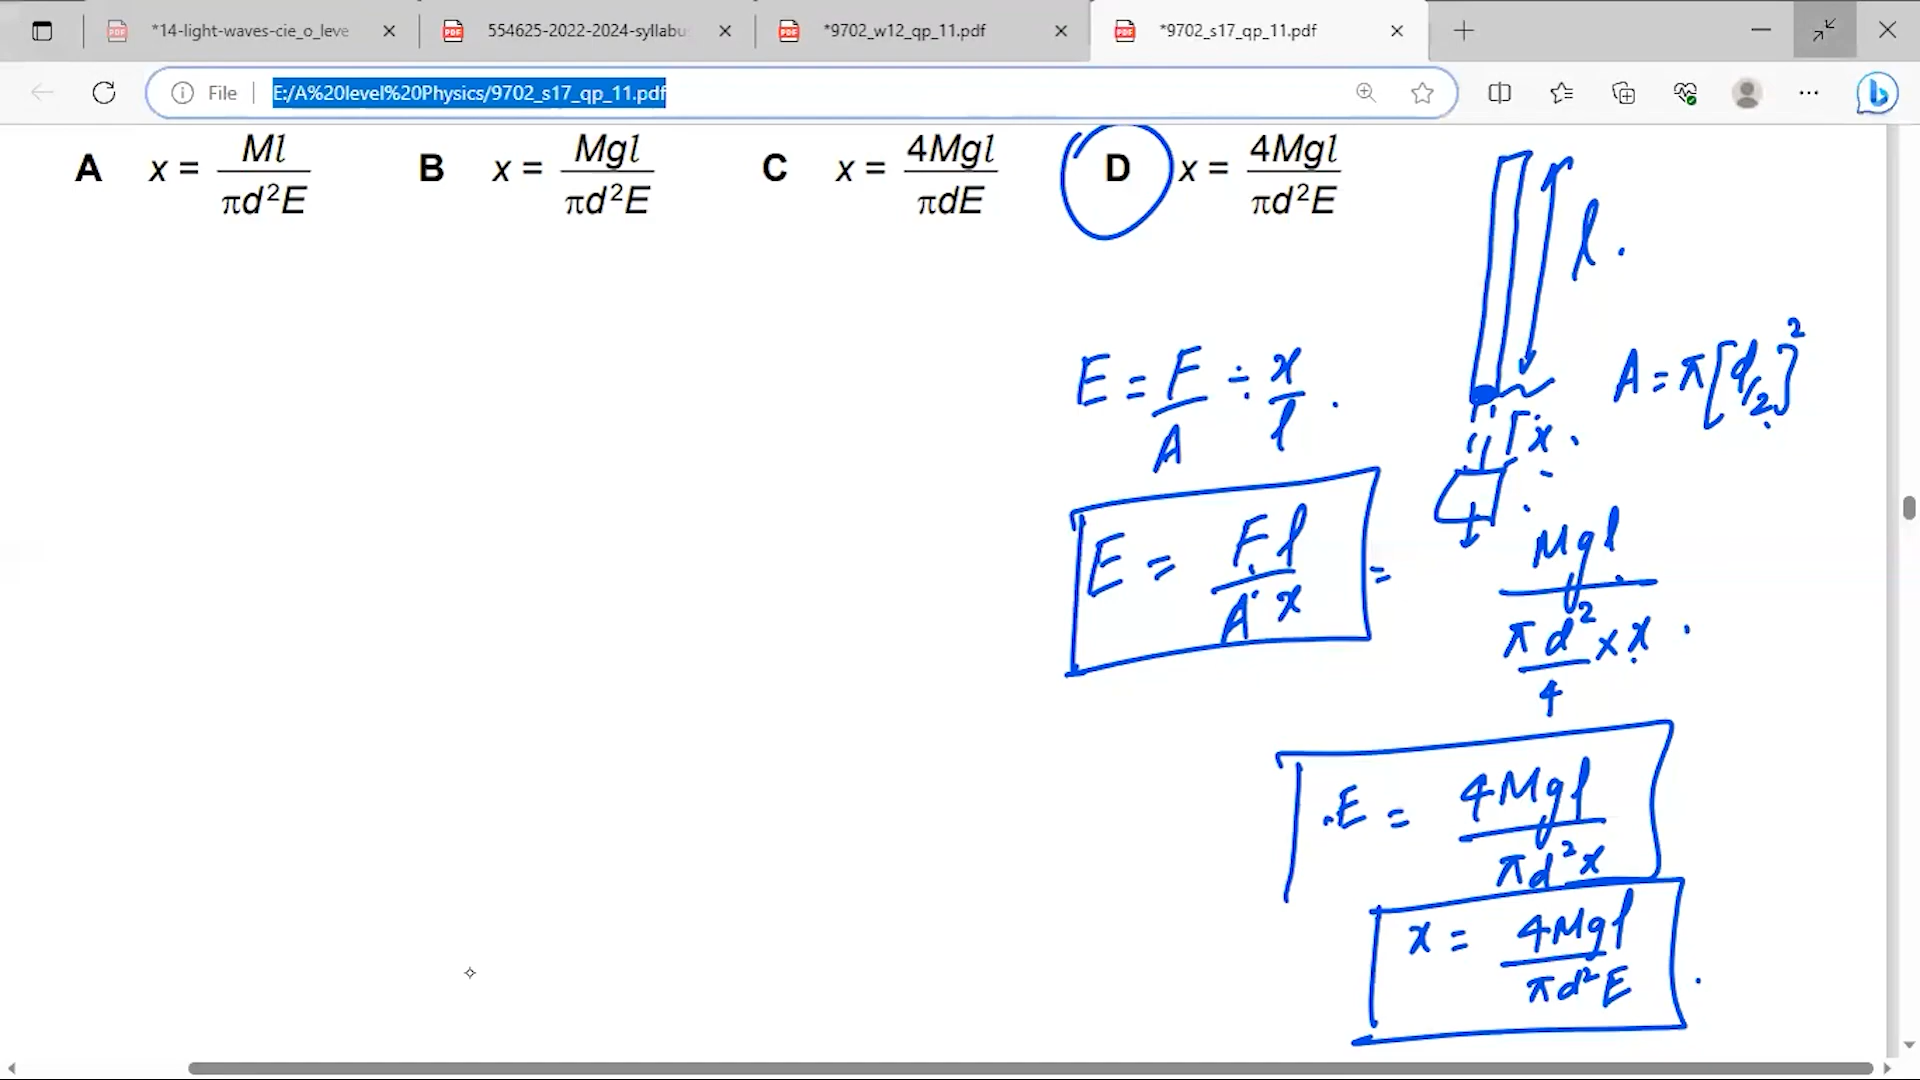 *14-light-waves-cie_o_leve
554625-2022-2024-syllabu
*9702_w12_qp_11.pdf
*9702_s17_qp_11.pdf
File E:/A%20level%20Physics/9702_s17_qp_11.pdf
A x = Ml / πd²E B x = Mgl / πd²E C x = 4Mgl / πdE D x = 4Mgl / πd²E
l.
E = F/A ÷ x/l.
A = π[d/2]²
x.
E = Fl / A x = Mgl / (πd²/4 × x).
E = 4Mgl / πd²x
x = 4Mgl / πd²E.